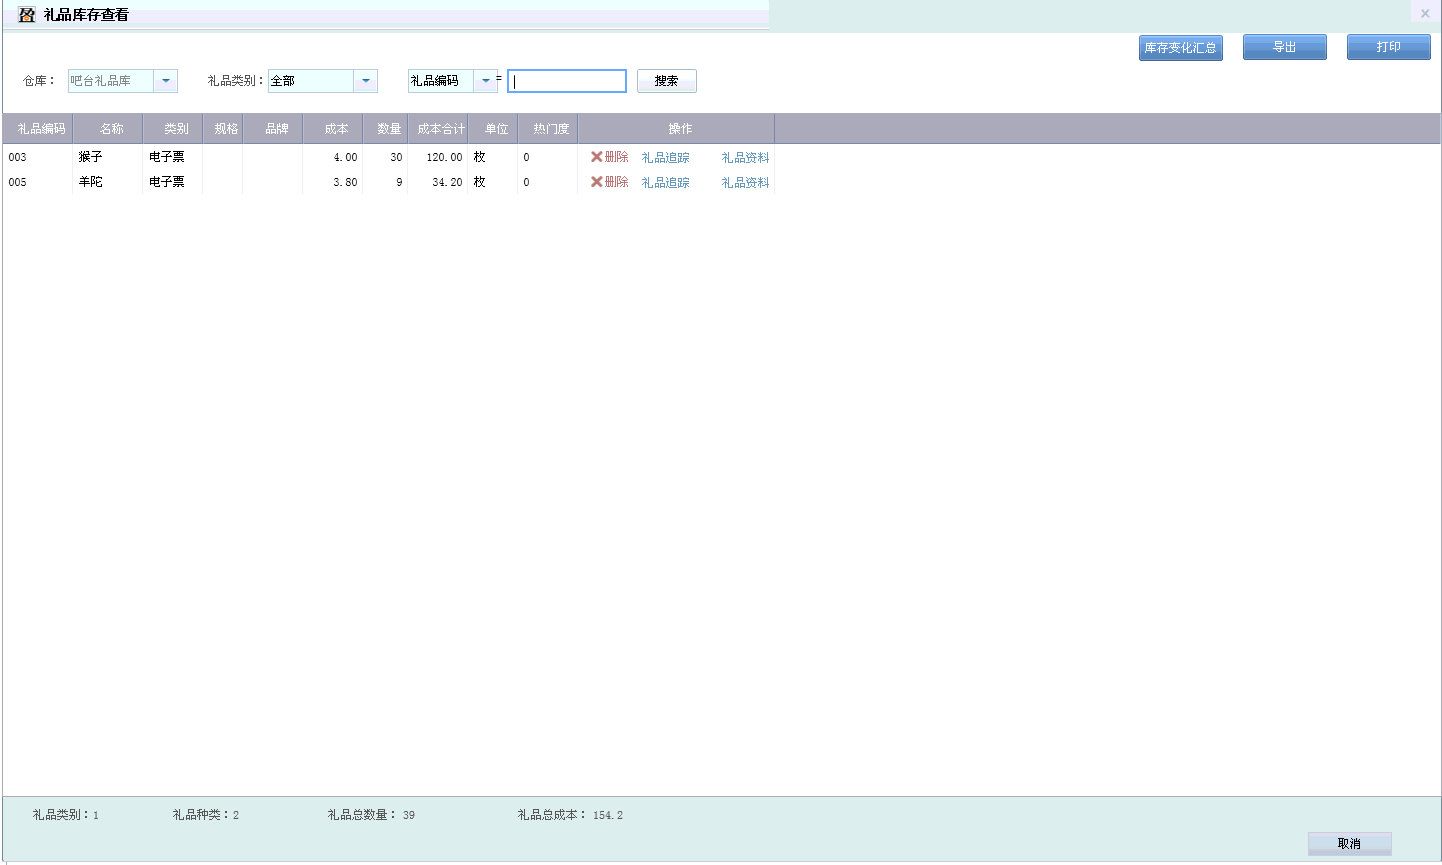 礼品库存查看
库存变化汇总 导出 打印
仓库： 吧台礼品库 礼品类别： 全部 礼品编码 = 搜索
礼品编码 名称 类别 规格 品牌 成本 数量 成本合计 单位 热门度 操作
003 猴子 电子票 4.00 30 120.00 枚 0 删除 礼品追踪 礼品资料
005 羊陀 电子票 3.80 9 34.20 枚 0 删除 礼品追踪 礼品资料
礼品类别：1 礼品种类：2 礼品总数量： 39 礼品总成本： 154.2
取消